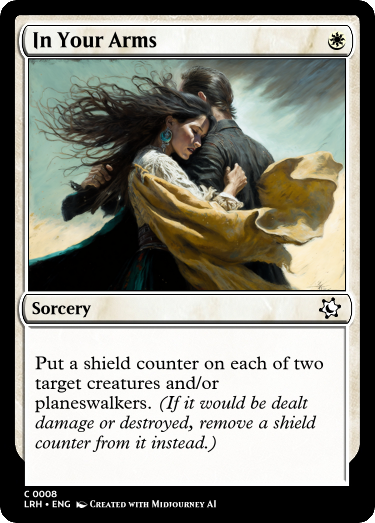 In Your Arms
Sorcery
Put a shield counter on each of two
target creatures and/or
planeswalkers. (If it would be dealt
damage or destroyed, remove a shield
counter from it instead.)
C 0008
LRH • ENG Created with Midjourney AI